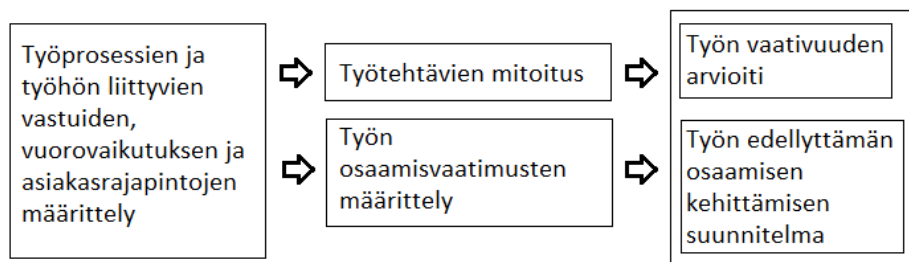 Työprosessien ja
työhön liittyvien
vastuiden,
vuorovaikutuksen ja
asiakasrajapintojen
määrittely
Työtehtävien mitoitus
Työn
osaamisvaatimusten
määrittely
Työn vaativuuden
arvioiti
Työn edellyttämän
osaamisen
kehittämisen
suunnitelma